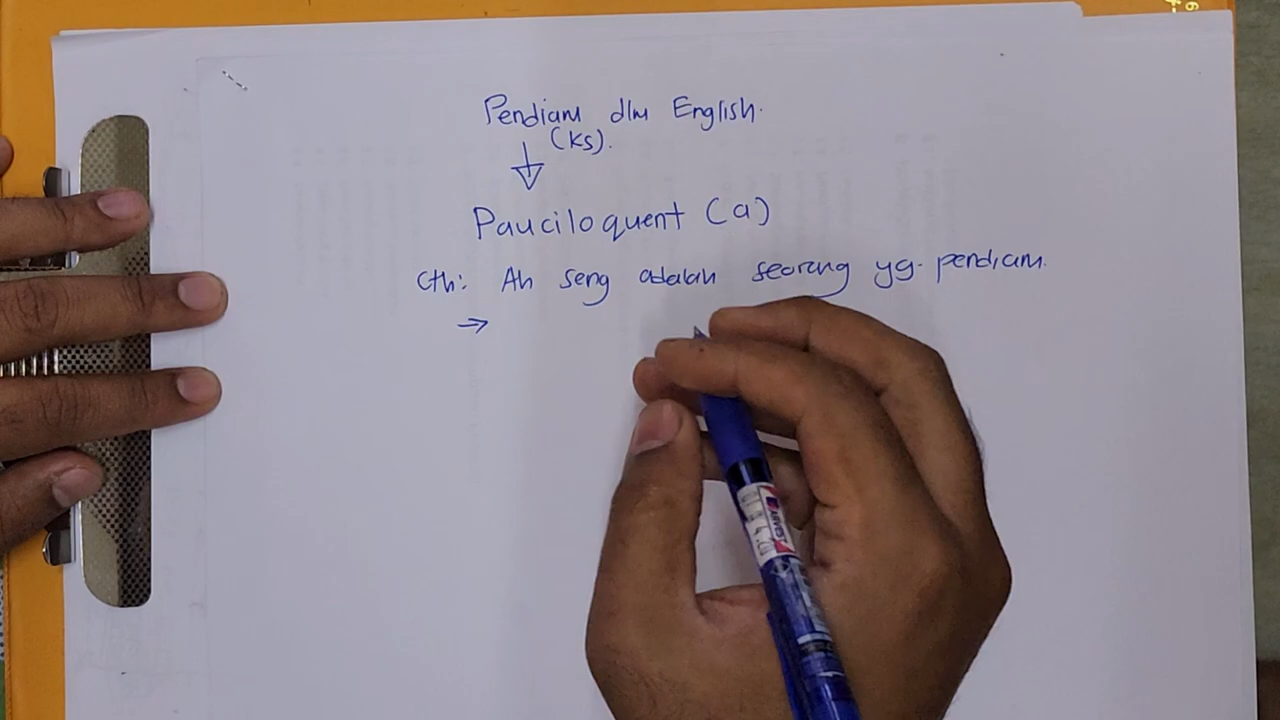 Pendiam dlm English.
(ks).
Pauciloquent (a)
Cth: Ah seng adalah seorang yg. pendiam.
→